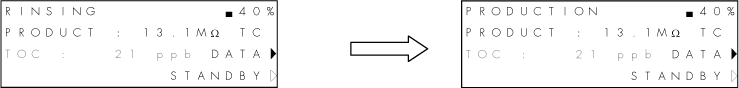 RINSING 40%
PRODUCT : 13.1MΩ TC
TOC : 21 ppb DATA
STANDBY
PRODUCTION 40%
PRODUCT : 13.1MΩ TC
TOC : 21 ppb DATA
STANDBY